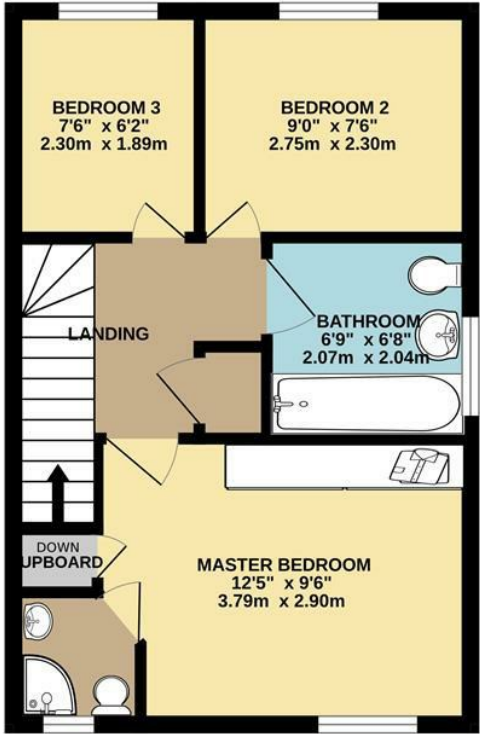 BEDROOM 3
7'6" x 6'2"
2.30m x 1.89m
BEDROOM 2
9'0" x 7'6"
2.75m x 2.30m
LANDING
BATHROOM
6'9" x 6'8"
2.07m x 2.04m
DOWN
UPBOARD
MASTER BEDROOM
12'5" x 9'6"
3.79m x 2.90m